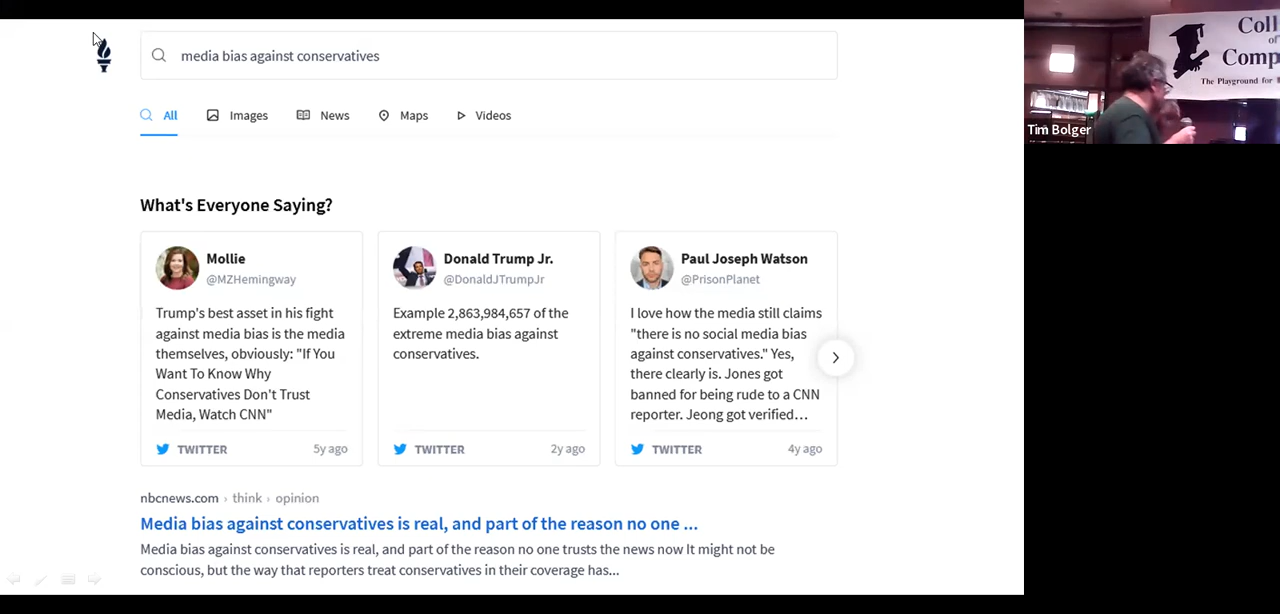 media bias against conservatives
All Images News Maps Videos
What's Everyone Saying?
Mollie
@MZHemingway
Trump's best asset in his fight
against media bias is the media
themselves, obviously: "If You
Want To Know Why
Conservatives Don't Trust
Media, Watch CNN"
TWITTER 5y ago
Donald Trump Jr.
@DonaldJTrumpJr
Example 2,863,984,657 of the
extreme media bias against
conservatives.
TWITTER 2y ago
Paul Joseph Watson
@PrisonPlanet
I love how the media still claims
"there is no social media bias
against conservatives." Yes,
there clearly is. Jones got
banned for being rude to a CNN
reporter. Jeong got verified...
TWITTER 4y ago
nbcnews.com › think › opinion
Media bias against conservatives is real, and part of the reason no one ...
Media bias against conservatives is real, and part of the reason no one trusts the news now It might not be
conscious, but the way that reporters treat conservatives in their coverage has...
Coll
of
Comp
The Playground for
Tim Bolger